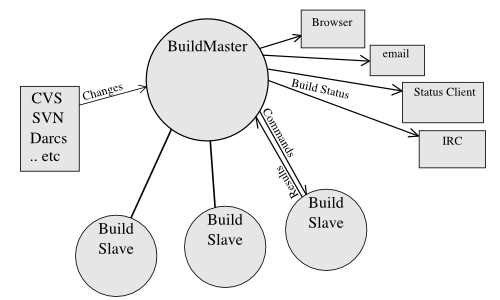 BuildMaster
Browser
email
Status Client
IRC
Build Status
Changes
CVS
SVN
Darcs
.. etc
Commands
Results
Build
Slave
Build
Slave
Build
Slave